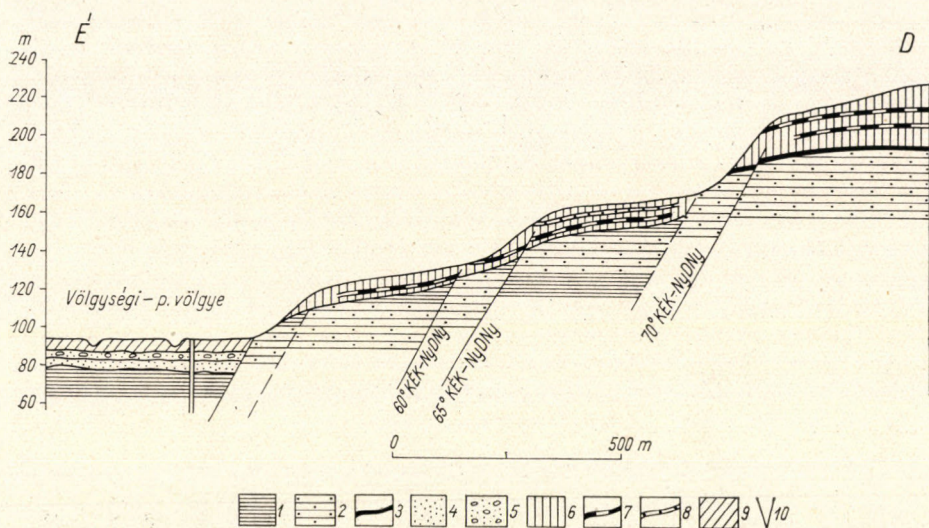 É
D
m
240
220
200
180
160
140
120
100
80
60
Völgységi – p. völgye
60° KÉK–NyDNy
65° KÉK–NyDNy
70° KÉK–NyDNy
0 500 m
1 2 3 4 5 6 7 8 9 10